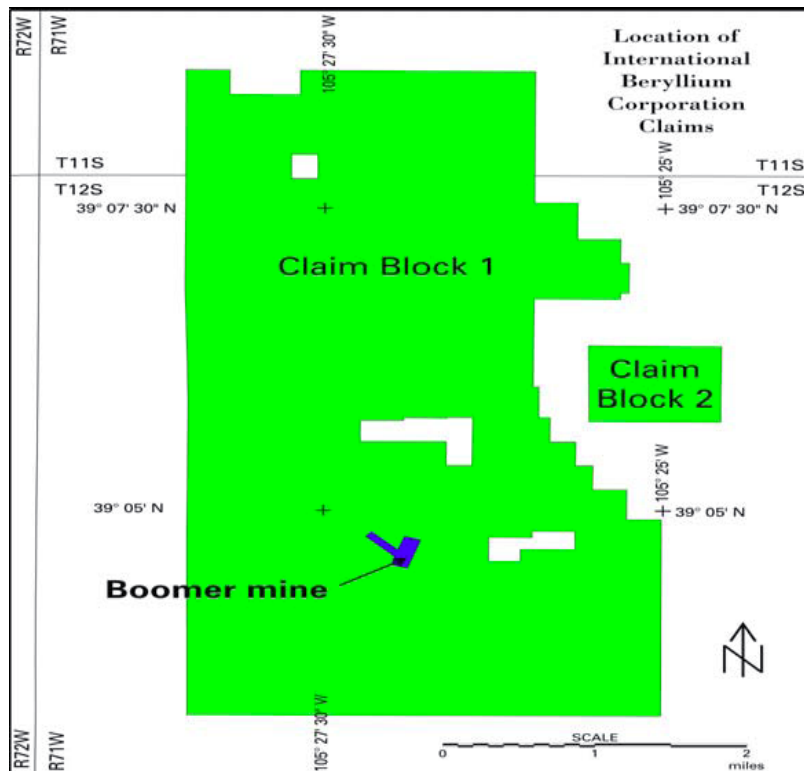 R72W
R71W
105° 27' 30" W
Location of
International
Beryllium
Corporation
Claims
T11S
T12S
105° 25' W
T11S
T12S
39° 07' 30" N
39° 07' 30" N
Claim Block 1
Claim
Block 2
105° 25' W
39° 05' N
39° 05' N
Boomer mine
N
R72W
R71W
105° 27' 30" W
SCALE
0 1 2
miles